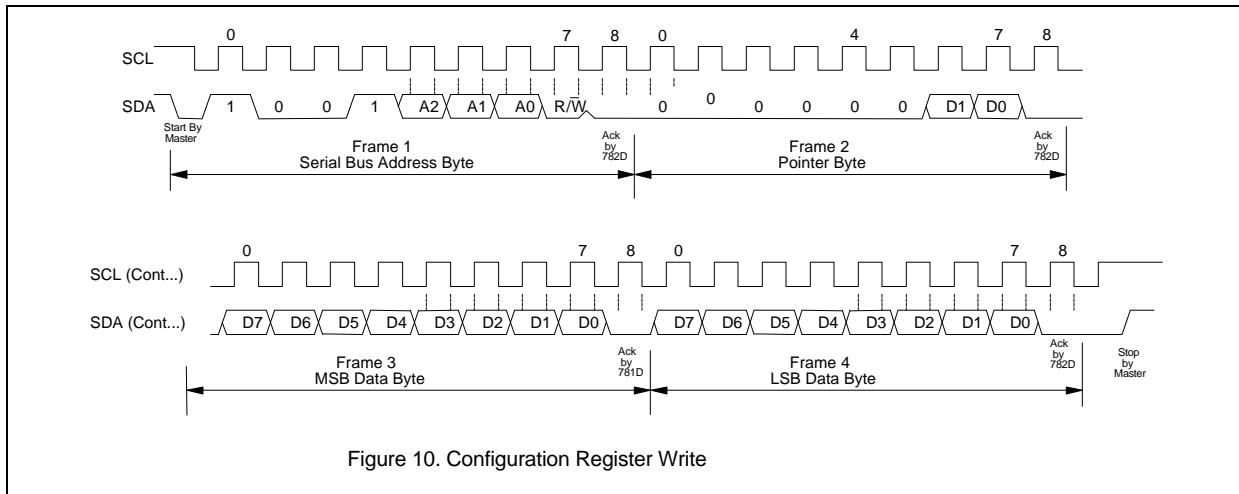 0 7 8 0 4 7 8
SCL
SDA 1 0 0 1 A2 A1 A0 R/W̅ 0 0 0 0 0 0 D1 D0
Start By
Master
Frame 1
Serial Bus Address Byte
Ack
by
782D
Frame 2
Pointer Byte
Ack
by
782D
0 7 8 0 7 8
SCL (Cont...)
SDA (Cont...) D7 D6 D5 D4 D3 D2 D1 D0 D7 D6 D5 D4 D3 D2 D1 D0
Frame 3
MSB Data Byte
Ack
by
781D
Frame 4
LSB Data Byte
Ack
by
782D
Stop
by
Master
Figure 10. Configuration Register Write